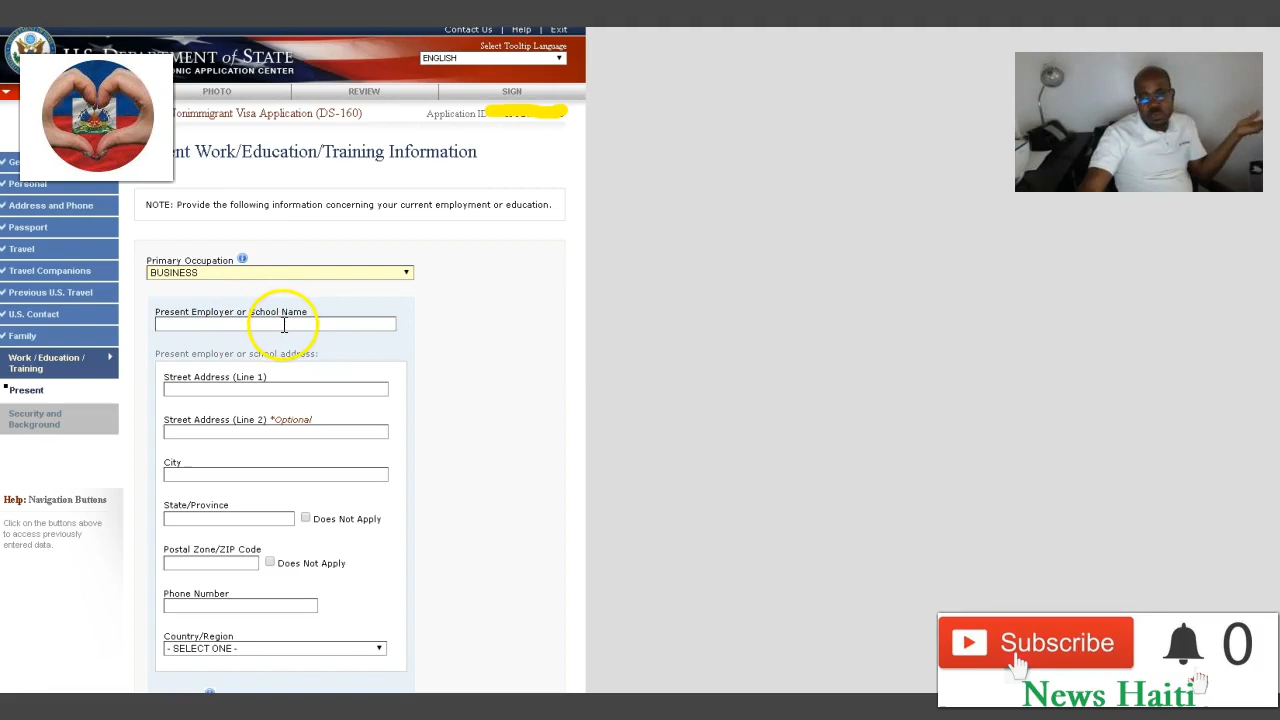 Contact Us | Help | Exit
Select Tooltip Language
ENGLISH
U.S. DEPARTMENT of STATE
ONIC APPLICATION CENTER
PHOTO
REVIEW
SIGN
Nonimmigrant Visa Application (DS-160)
Application ID
ent Work/Education/Training Information
Ge
Personal
Address and Phone
Passport
Travel
Travel Companions
Previous U.S. Travel
U.S. Contact
Family
Work / Education /
Training
Present
Security and
Background
Help: Navigation Buttons
Click on the buttons above
to access previously
entered data.
NOTE: Provide the following information concerning your current employment or education.
Primary Occupation
BUSINESS
Present Employer or School Name
Present employer or school address:
Street Address (Line 1)
Street Address (Line 2) *Optional
City
State/Province
Does Not Apply
Postal Zone/ZIP Code
Does Not Apply
Phone Number
Country/Region
- SELECT ONE -
Subscribe
0
News Haiti